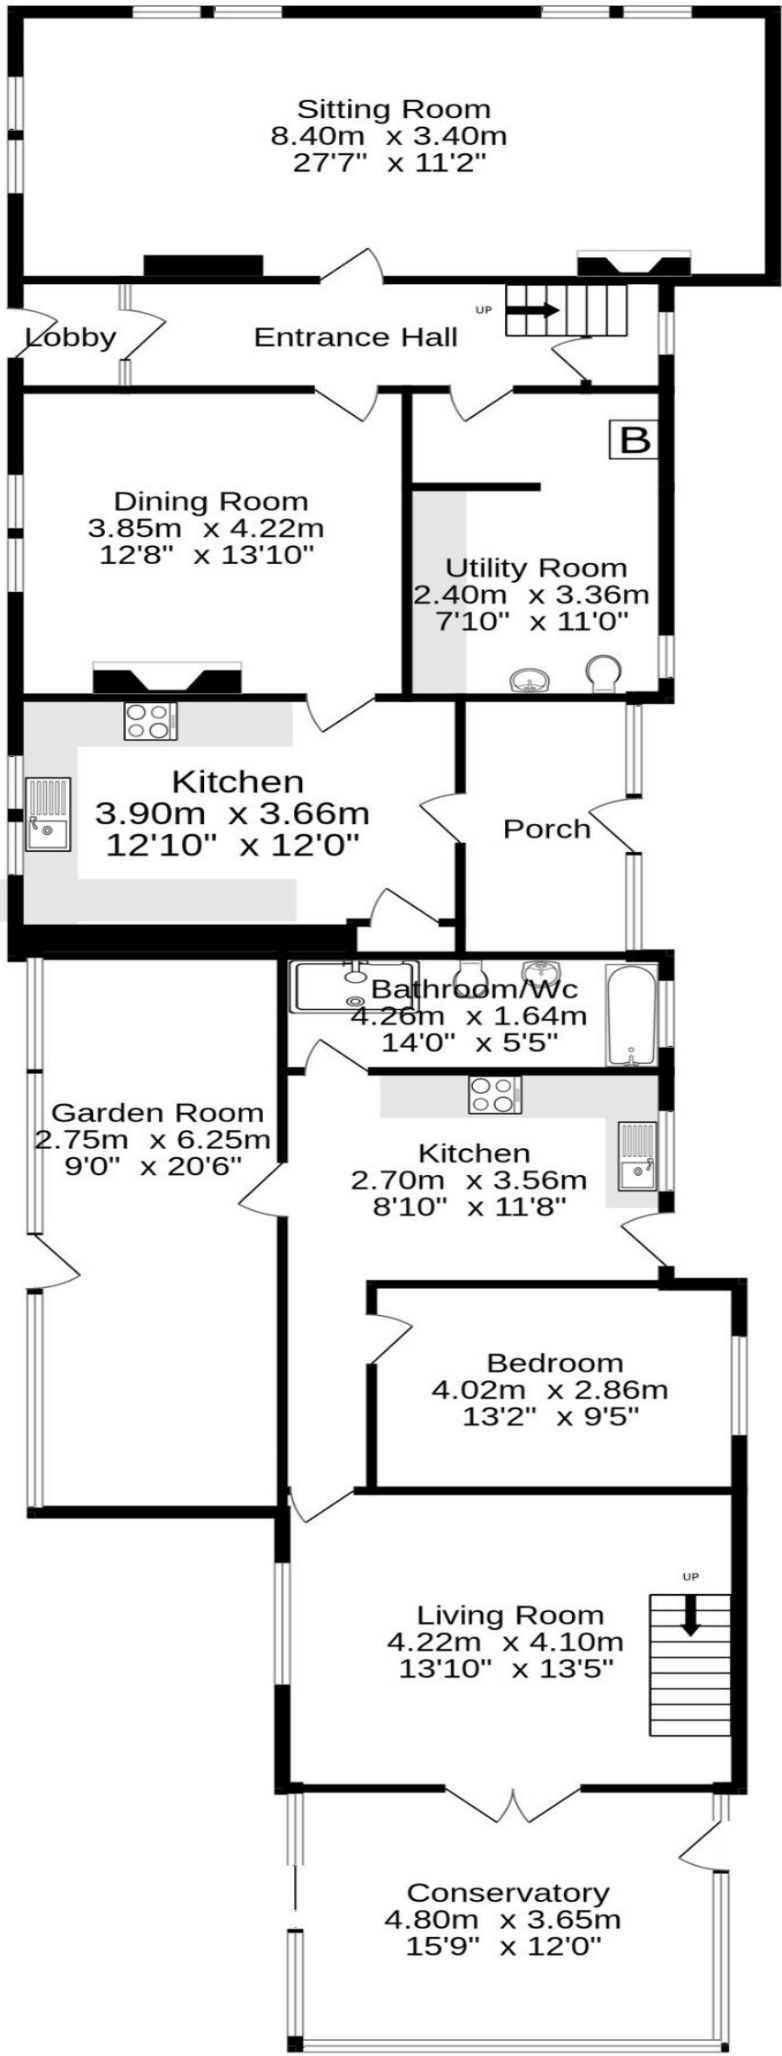 Sitting Room
8.40m x 3.40m
27'7" x 11'2"
UP
Lobby
Entrance Hall
B
Dining Room
3.85m x 4.22m
12'8" x 13'10"
Utility Room
2.40m x 3.36m
7'10" x 11'0"
Kitchen
3.90m x 3.66m
12'10" x 12'0"
Porch
Bathroom/Wc
4.26m x 1.64m
14'0" x 5'5"
Garden Room
2.75m x 6.25m
9'0" x 20'6"
Kitchen
2.70m x 3.56m
8'10" x 11'8"
Bedroom
4.02m x 2.86m
13'2" x 9'5"
UP
Living Room
4.22m x 4.10m
13'10" x 13'5"
Conservatory
4.80m x 3.65m
15'9" x 12'0"